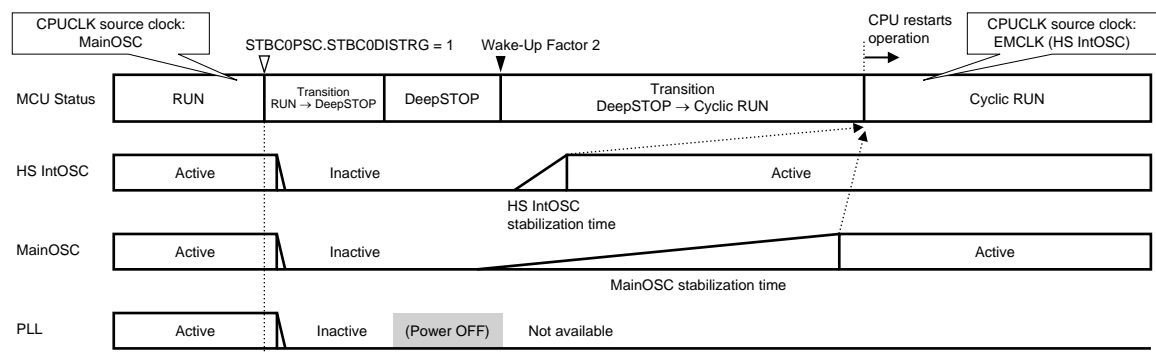 CPUCLK source clock:
MainOSC
STBC0PSC.STBC0DISTRG = 1
Wake-Up Factor 2
CPU restarts
operation
CPUCLK source clock:
EMCLK (HS IntOSC)
MCU Status
RUN
Transition
RUN → DeepSTOP
DeepSTOP
Transition
DeepSTOP → Cyclic RUN
Cyclic RUN
HS IntOSC
Active
Inactive
Active
HS IntOSC
stabilization time
MainOSC
Active
Inactive
Active
MainOSC stabilization time
PLL
Active
Inactive
(Power OFF)
Not available